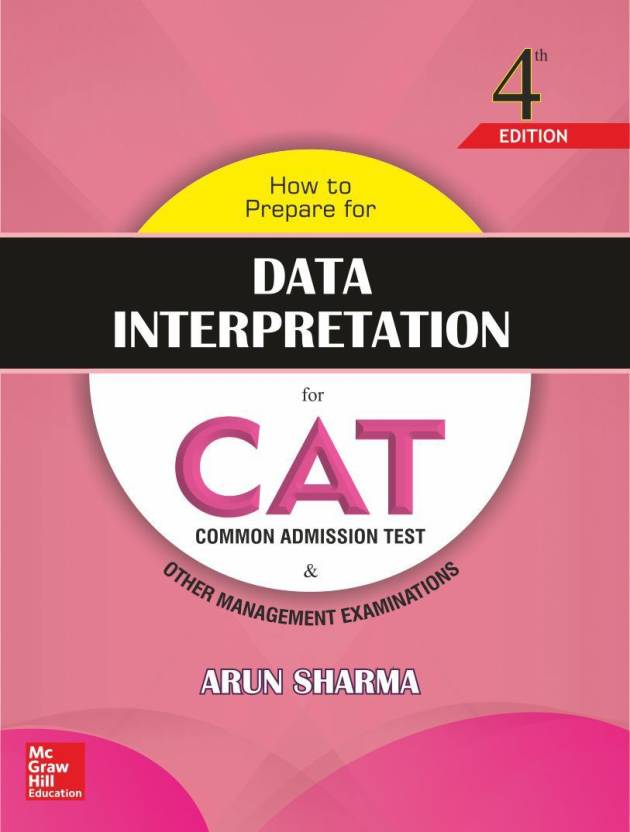 4th
EDITION
How to
Prepare for
DATA
INTERPRETATION
for
CAT
COMMON ADMISSION TEST
&
OTHER MANAGEMENT EXAMINATIONS
ARUN SHARMA
Mc
Graw
Hill
Education